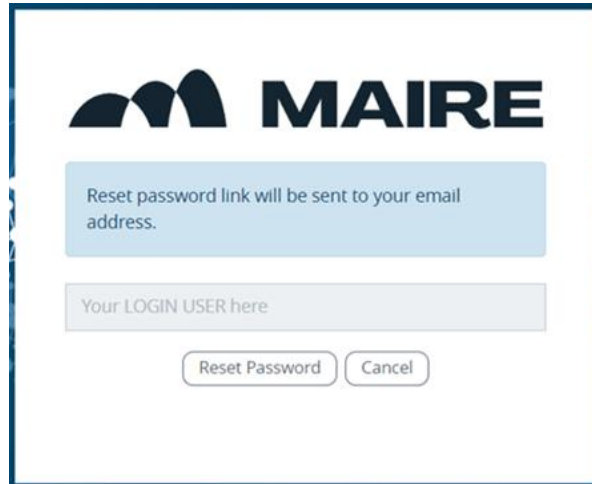 MAIRE
Reset password link will be sent to your email
address.
Your LOGIN USER here
Reset Password Cancel